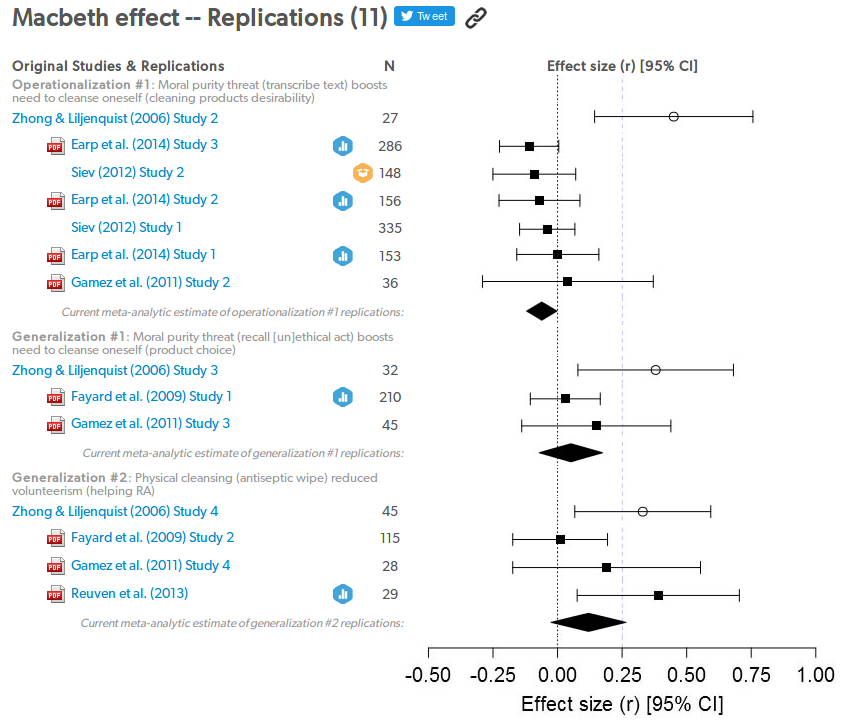 Macbeth effect -- Replications (11) Tweet
Original Studies & Replications N Effect size (r) [95% CI]
Operationalization #1: Moral purity threat (transcribe text) boosts
need to cleanse oneself (cleaning products desirability)
Zhong & Liljenquist (2006) Study 2 27
PDF Earp et al. (2014) Study 3 286
Siev (2012) Study 2 148
PDF Earp et al. (2014) Study 2 156
Siev (2012) Study 1 335
PDF Earp et al. (2014) Study 1 153
PDF Gamez et al. (2011) Study 2 36
Current meta-analytic estimate of operationalization #1 replications:
Generalization #1: Moral purity threat (recall [un]ethical act) boosts
need to cleanse oneself (product choice)
Zhong & Liljenquist (2006) Study 3 32
PDF Fayard et al. (2009) Study 1 210
PDF Gamez et al. (2011) Study 3 45
Current meta-analytic estimate of generalization #1 replications:
Generalization #2: Physical cleansing (antiseptic wipe) reduced
volunteerism (helping RA)
Zhong & Liljenquist (2006) Study 4 45
PDF Fayard et al. (2009) Study 2 115
PDF Gamez et al. (2011) Study 4 28
PDF Reuven et al. (2013) 29
Current meta-analytic estimate of generalization #2 replications:
-0.50 -0.25 0.00 0.25 0.50 0.75 1.00
Effect size (r) [95% CI]